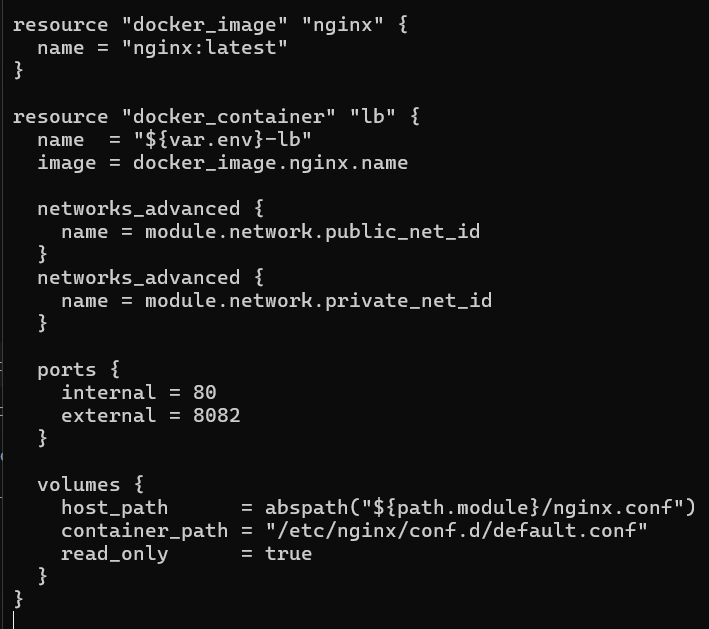 resource "docker_image" "nginx" {
  name = "nginx:latest"
}

resource "docker_container" "lb" {
  name  = "${var.env}-lb"
  image = docker_image.nginx.name

  networks_advanced {
    name = module.network.public_net_id
  }
  networks_advanced {
    name = module.network.private_net_id
  }

  ports {
    internal = 80
    external = 8082
  }

  volumes {
    host_path      = abspath("${path.module}/nginx.conf")
    container_path = "/etc/nginx/conf.d/default.conf"
    read_only      = true
  }
}